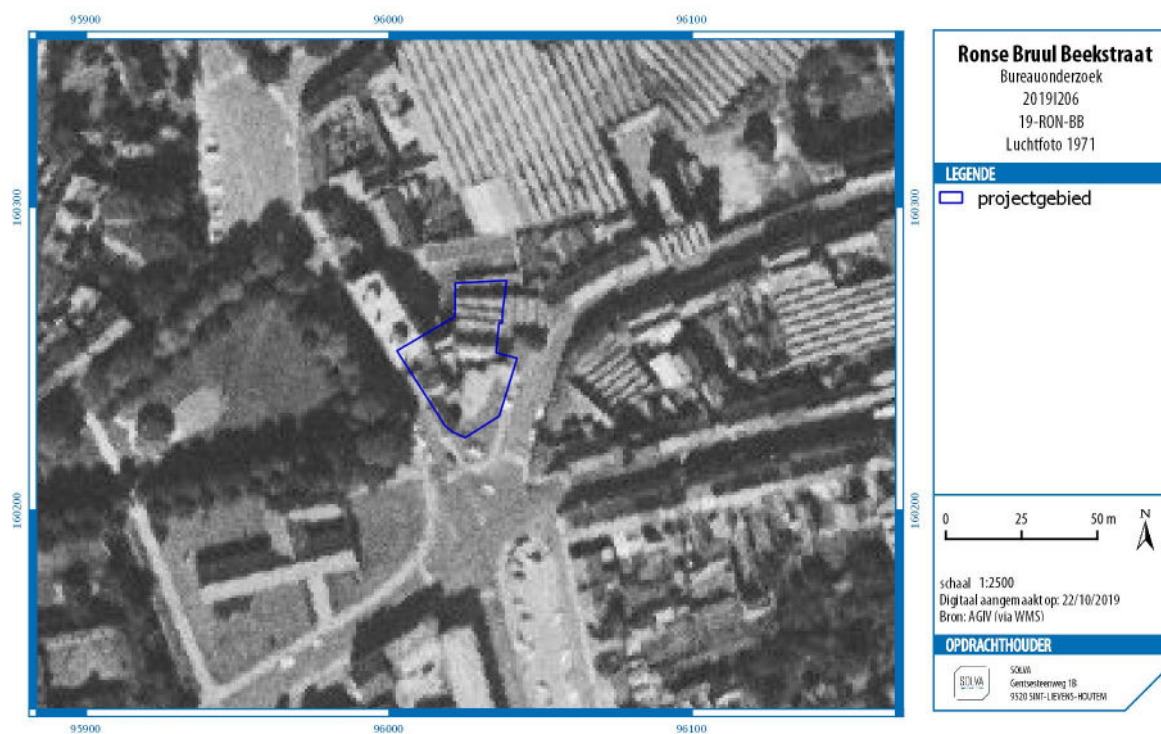 95900
96000
96100
160300
160300
160200
160200
95900
96000
96100
Ronse Bruul Beekstraat
Bureauonderzoek
2019I206
19-RON-BB
Luchtfoto 1971
LEGENDE
projectgebied
0 25 50 m
N
schaal 1:2500
Digitaal aangemaakt op: 22/10/2019
Bron: AGIV (via WMS)
OPDRACHTHOUDER
SOLVA
SOLVA
Gentsesteenweg 1B
9520 SINT-LIEVENS-HOUTEM